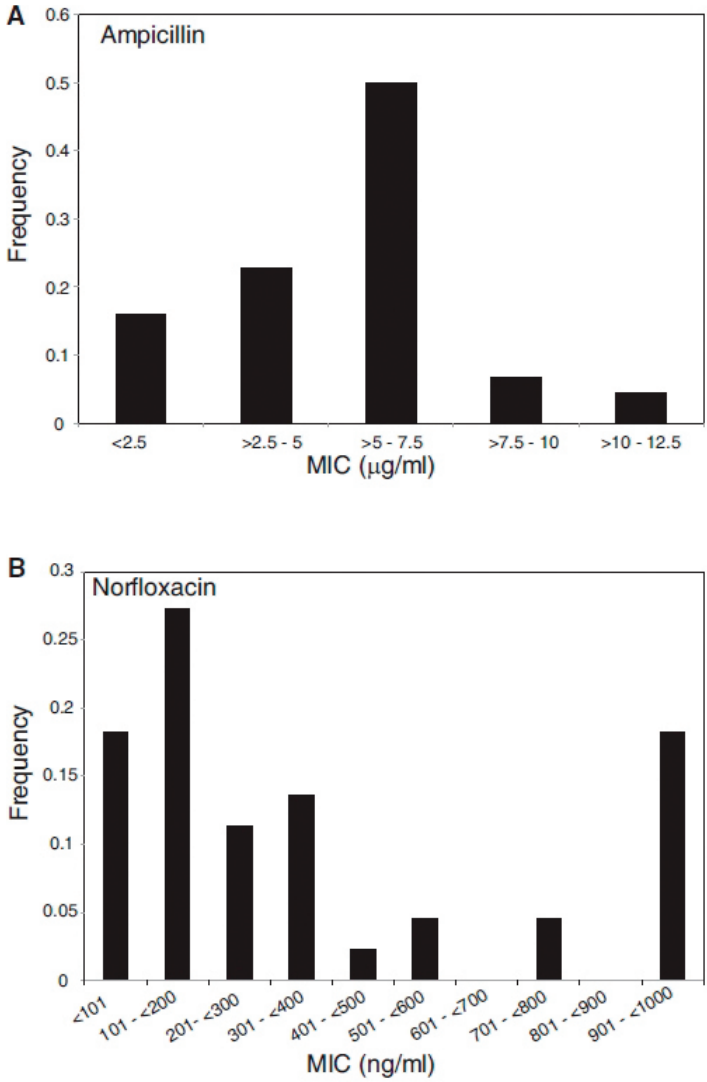 A
Ampicillin
0.6
0.5
0.4
0.3
0.2
0.1
0
Frequency
<2.5 >2.5 - 5 >5 - 7.5 >7.5 - 10 >10 - 12.5
MIC (μg/ml)
B
Norfloxacin
0.3
0.25
0.2
0.15
0.1
0.05
0
Frequency
<101 101 - <200 201- <300 301 - <400 401 - <500 501 - <600 601 - <700 701 - <800 801 - <900 901 - <1000
MIC (ng/ml)